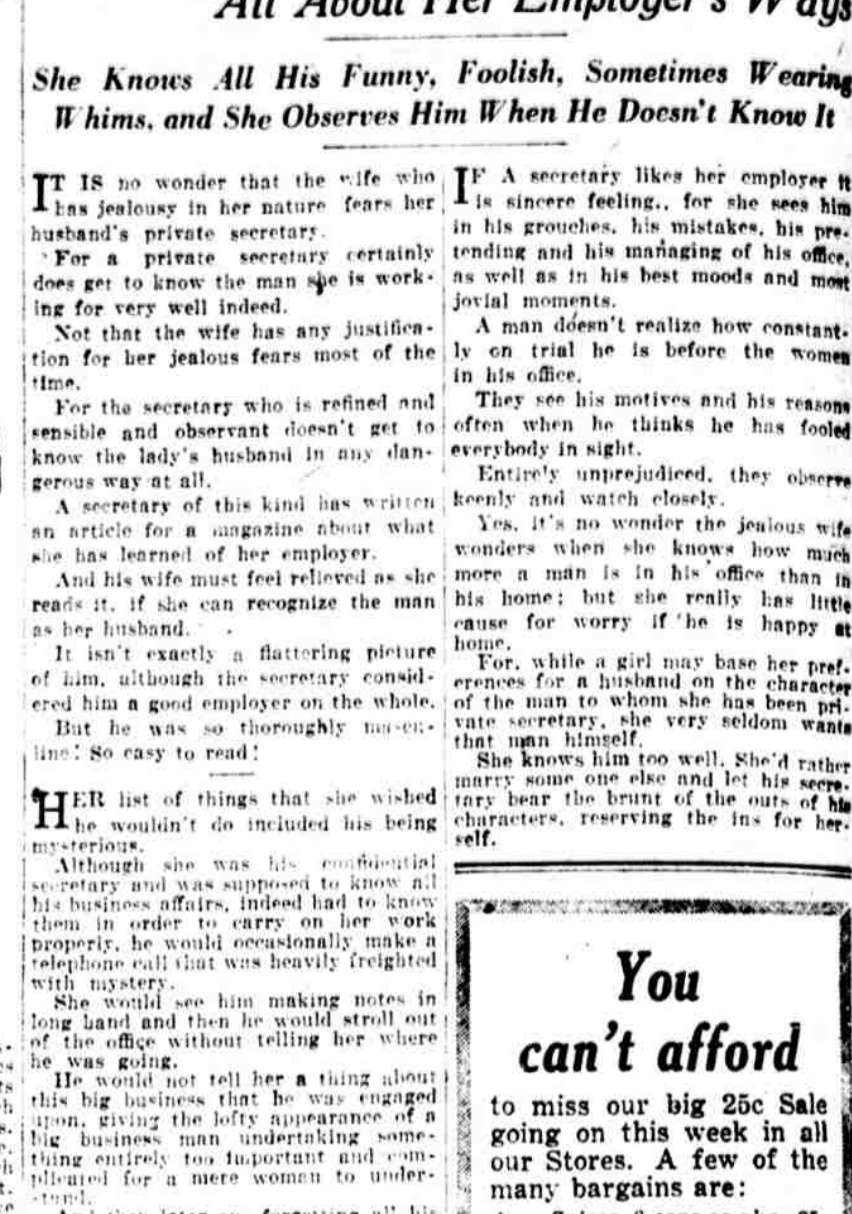 All About Her Employer's Ways
She Knows All His Funny, Foolish, Sometimes Wearing
Whims, and She Observes Him When He Doesn't Know It
IT IS no wonder that the wife who
has jealousy in her nature fears her
husband's private secretary.
For a private secretary certainly
does get to know the man she is work-
ing for very well indeed.
Not that the wife has any justifica-
tion for her jealous fears most of the
time.
For the secretary who is refined and
sensible and observant doesn't get to
know the lady's husband in any dan-
gerous way at all.
A secretary of this kind has written
an article for a magazine about what
she has learned of her employer.
And his wife must feel relieved as she
reads it, if she can recognize the man
as her husband.
It isn't exactly a flattering picture
of him, although the secretary consid-
ered him a good employer on the whole.
But he was so thoroughly mascu-
line! So easy to read!
HER list of things that she wished
he wouldn't do included his being
mysterious.
Although she was his confidential
secretary and was supposed to know all
his business affairs, indeed had to know
them in order to carry on her work
properly, he would occasionally make a
telephone call that was heavily freighted
with mystery.
She would see him making notes in
long hand and then he would stroll out
of the office without telling her where
he was going.
He would not tell her a thing about
this big business that he was engaged
upon, giving the lofty appearance of a
big business man undertaking some-
thing entirely too important and com-
plicated for a mere woman to under-
stand.
IF A secretary likes her employer it
is sincere feeling., for she sees him
in his grouches, his mistakes, his pre-
tending and his managing of his office,
as well as in his best moods and most
jovial moments.
A man doesn't realize how constant-
ly on trial he is before the women
in his office.
They see his motives and his reasons
often when he thinks he has fooled
everybody in sight.
Entirely unprejudiced, they observe
keenly and watch closely.
Yes, it's no wonder the jealous wife
wonders when she knows how much
more a man is in his office than in
his home; but she really has little
cause for worry if he is happy at
home.
For, while a girl may base her pref-
erences for a husband on the character
of the man to whom she has been pri-
vate secretary, she very seldom wants
that man himself.
She knows him too well. She'd rather
marry some one else and let his secre-
tary bear the brunt of the outs of his
characters, reserving the ins for her-
self.
You
can't afford
to miss our big 25c Sale
going on this week in all
our Stores. A few of the
many bargains are: